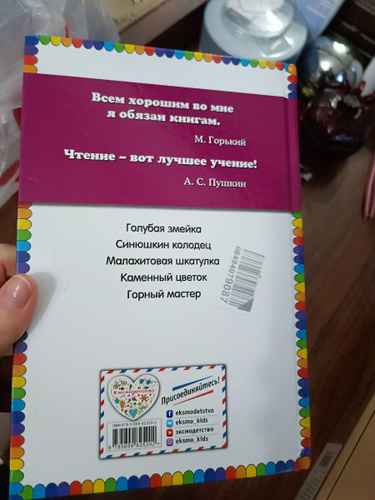 Всем хорошим во мне
я обязан книгам.
М. Горький
Чтение – вот лучшее учение!
А. С. Пушкин
Голубая змейка
Синюшкин колодец
Малахитовая шкатулка
Каменный цветок
Горный мастер
Присоединяйтесь!
#эксмодетство
eksmodetstvo
eksmo_kids
эксмодетство
eksmo_kids